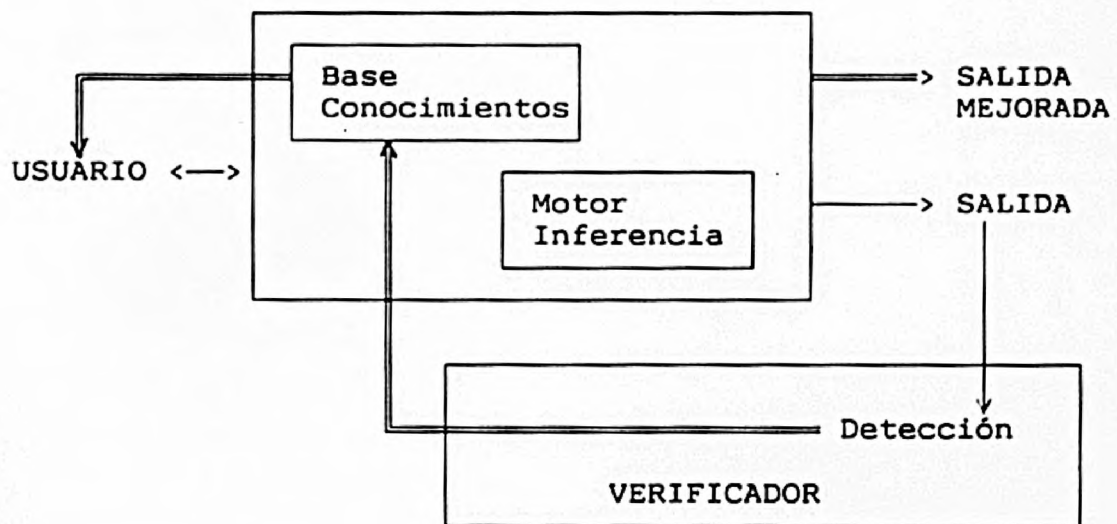 Base
Conocimientos
SALIDA
MEJORADA
USUARIO <—>
Motor
Inferencia
SALIDA
Detección
VERIFICADOR